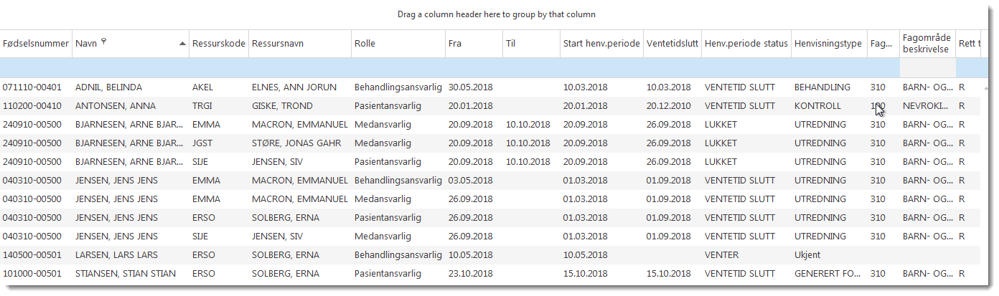 Drag a column header here to group by that column
Fødselsnummer Navn Ressurskode Ressursnavn Rolle Fra Til Start henv.periode Ventetidslutt Henv.periode status Henvisningstype Fag... Fagområde beskrivelse Rett t
071110-00401 ADNIL, BELINDA AKEL ELNES, ANN JORUN Behandlingsansvarlig 30.05.2018 10.03.2018 10.03.2018 VENTETID SLUTT BEHANDLING 310 BARN- OG... R
110200-00410 ANTONSEN, ANNA TRGI GISKE, TROND Pasientansvarlig 20.01.2018 20.01.2018 20.12.2010 VENTETID SLUTT KONTROLL NEVROKI... R
240910-00500 BJARNESEN, ARNE BJAR... EMMA MACRON, EMMANUEL Medansvarlig 20.09.2018 10.10.2018 20.09.2018 26.09.2018 LUKKET UTREDNING 310 BARN- OG... R
240910-00500 BJARNESEN, ARNE BJAR... JGST STØRE, JONAS GAHR Medansvarlig 20.09.2018 10.10.2018 20.09.2018 26.09.2018 LUKKET UTREDNING 310 BARN- OG... R
240910-00500 BJARNESEN, ARNE BJAR... SIJE JENSEN, SIV Pasientansvarlig 20.09.2018 10.10.2018 20.09.2018 26.09.2018 LUKKET UTREDNING 310 BARN- OG... R
040310-00500 JENSEN, JENS JENS EMMA MACRON, EMMANUEL Behandlingsansvarlig 03.05.2018 01.03.2018 01.09.2018 VENTETID SLUTT UTREDNING 310 BARN- OG... R
040310-00500 JENSEN, JENS JENS EMMA MACRON, EMMANUEL Medansvarlig 26.09.2018 01.03.2018 01.09.2018 VENTETID SLUTT UTREDNING 310 BARN- OG... R
040310-00500 JENSEN, JENS JENS ERSO SOLBERG, ERNA Pasientansvarlig 26.09.2018 01.03.2018 01.09.2018 VENTETID SLUTT UTREDNING 310 BARN- OG... R
040310-00500 JENSEN, JENS JENS SIJE JENSEN, SIV Medansvarlig 26.09.2018 01.03.2018 01.09.2018 VENTETID SLUTT UTREDNING 310 BARN- OG... R
140500-00501 LARSEN, LARS LARS ERSO SOLBERG, ERNA Behandlingsansvarlig 10.05.2018 10.05.2018 VENTER Ukjent
101000-00501 STIANSEN, STIAN STIAN ERSO SOLBERG, ERNA Pasientansvarlig 23.10.2018 15.10.2018 15.10.2018 VENTETID SLUTT GENERERT FO... 310 BARN- OG... R